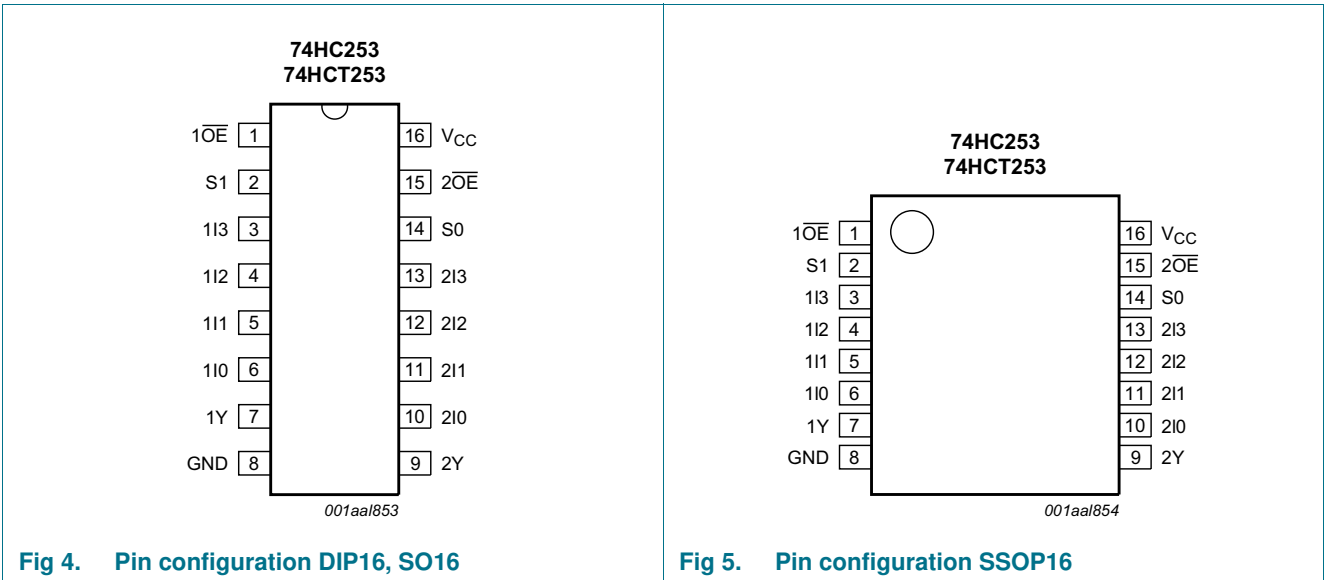 74HC253
74HCT253
1O̅E̅ 1
16 VCC
S1 2
15 2O̅E̅
1I3 3
14 S0
1I2 4
13 2I3
1I1 5
12 2I2
1I0 6
11 2I1
1Y 7
10 2I0
GND 8
9 2Y
001aal853
Fig 4. Pin configuration DIP16, SO16
74HC253
74HCT253
1O̅E̅ 1
16 VCC
S1 2
15 2O̅E̅
1I3 3
14 S0
1I2 4
13 2I3
1I1 5
12 2I2
1I0 6
11 2I1
1Y 7
10 2I0
GND 8
9 2Y
001aal854
Fig 5. Pin configuration SSOP16